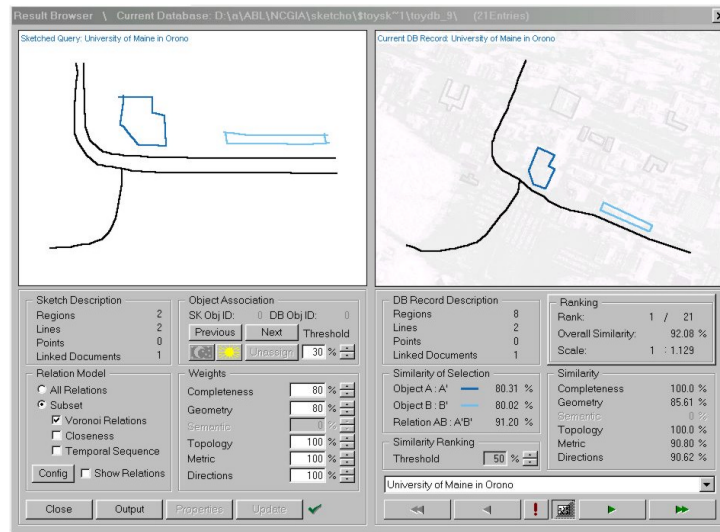 Result Browser \ Current Database: D:\a\ABL\NCGIA\sketcho\$toysk~1\toydb_9\ (21Entries)
Sketched Query: University of Maine in Orono
Current DB Record: University of Maine in Orono
Sketch Description
Regions 2
Lines 2
Points 0
Linked Documents 1
Object Association
SK Obj ID: 0 DB Obj ID: 0
Previous Next Threshold
Unassign 30 %
Relation Model
All Relations
Subset
Voronoi Relations
Closeness
Temporal Sequence
Config Show Relations
Weights
Completeness 80 %
Geometry 80 %
Semantic 0 %
Topology 100 %
Metric 100 %
Directions 100 %
Close Output Properties Update
DB Record Description
Regions 8
Lines 2
Points 0
Linked Documents 1
Ranking
Rank: 1 / 21
Overall Similarity: 92.08 %
Scale: 1 : 1.129
Similarity of Selection
Object A : A' 80.31 %
Object B : B' 80.02 %
Relation AB : A'B' 91.20 %
Similarity Ranking
Threshold 50 %
Similarity
Completeness 100.0 %
Geometry 85.61 %
Semantic 0 %
Topology 100.0 %
Metric 90.80 %
Directions 90.62 %
University of Maine in Orono